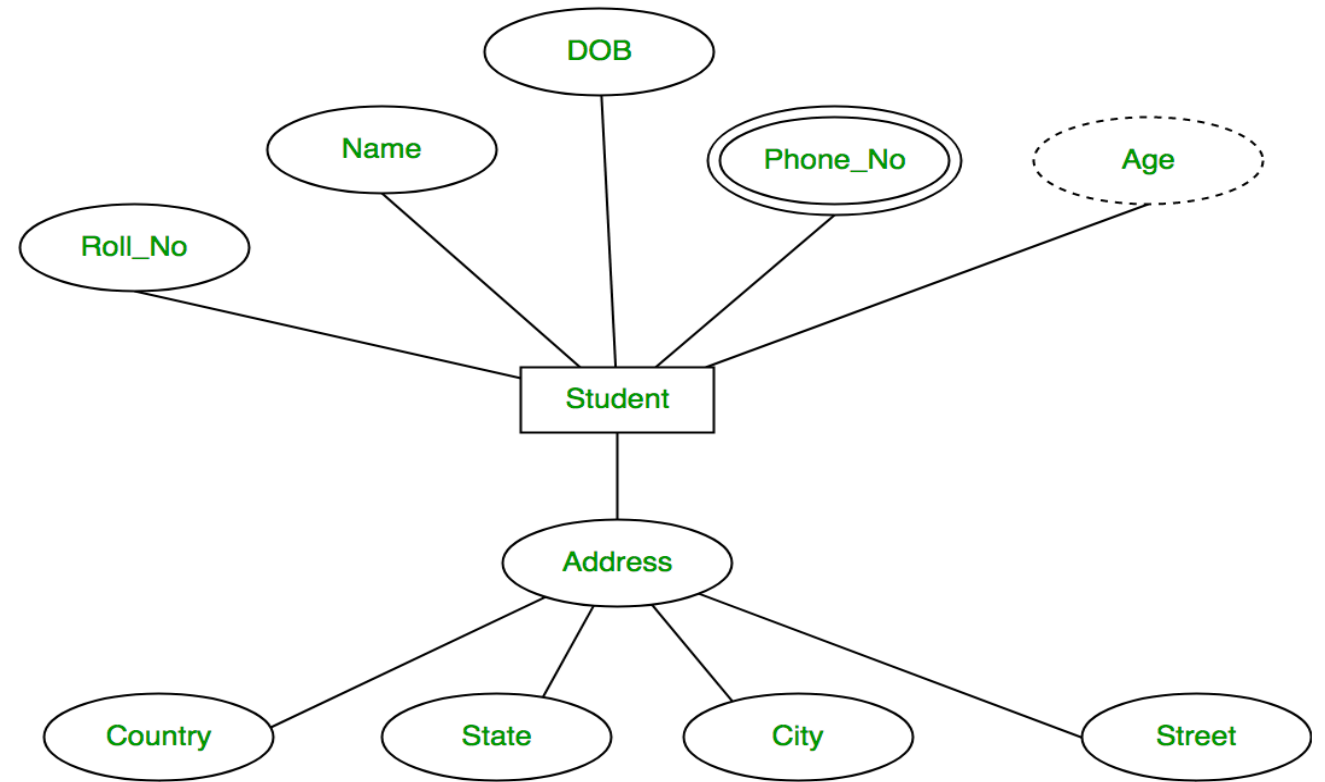 DOB
Name
Phone_No
Age
Roll_No
Student
Address
Country
State
City
Street